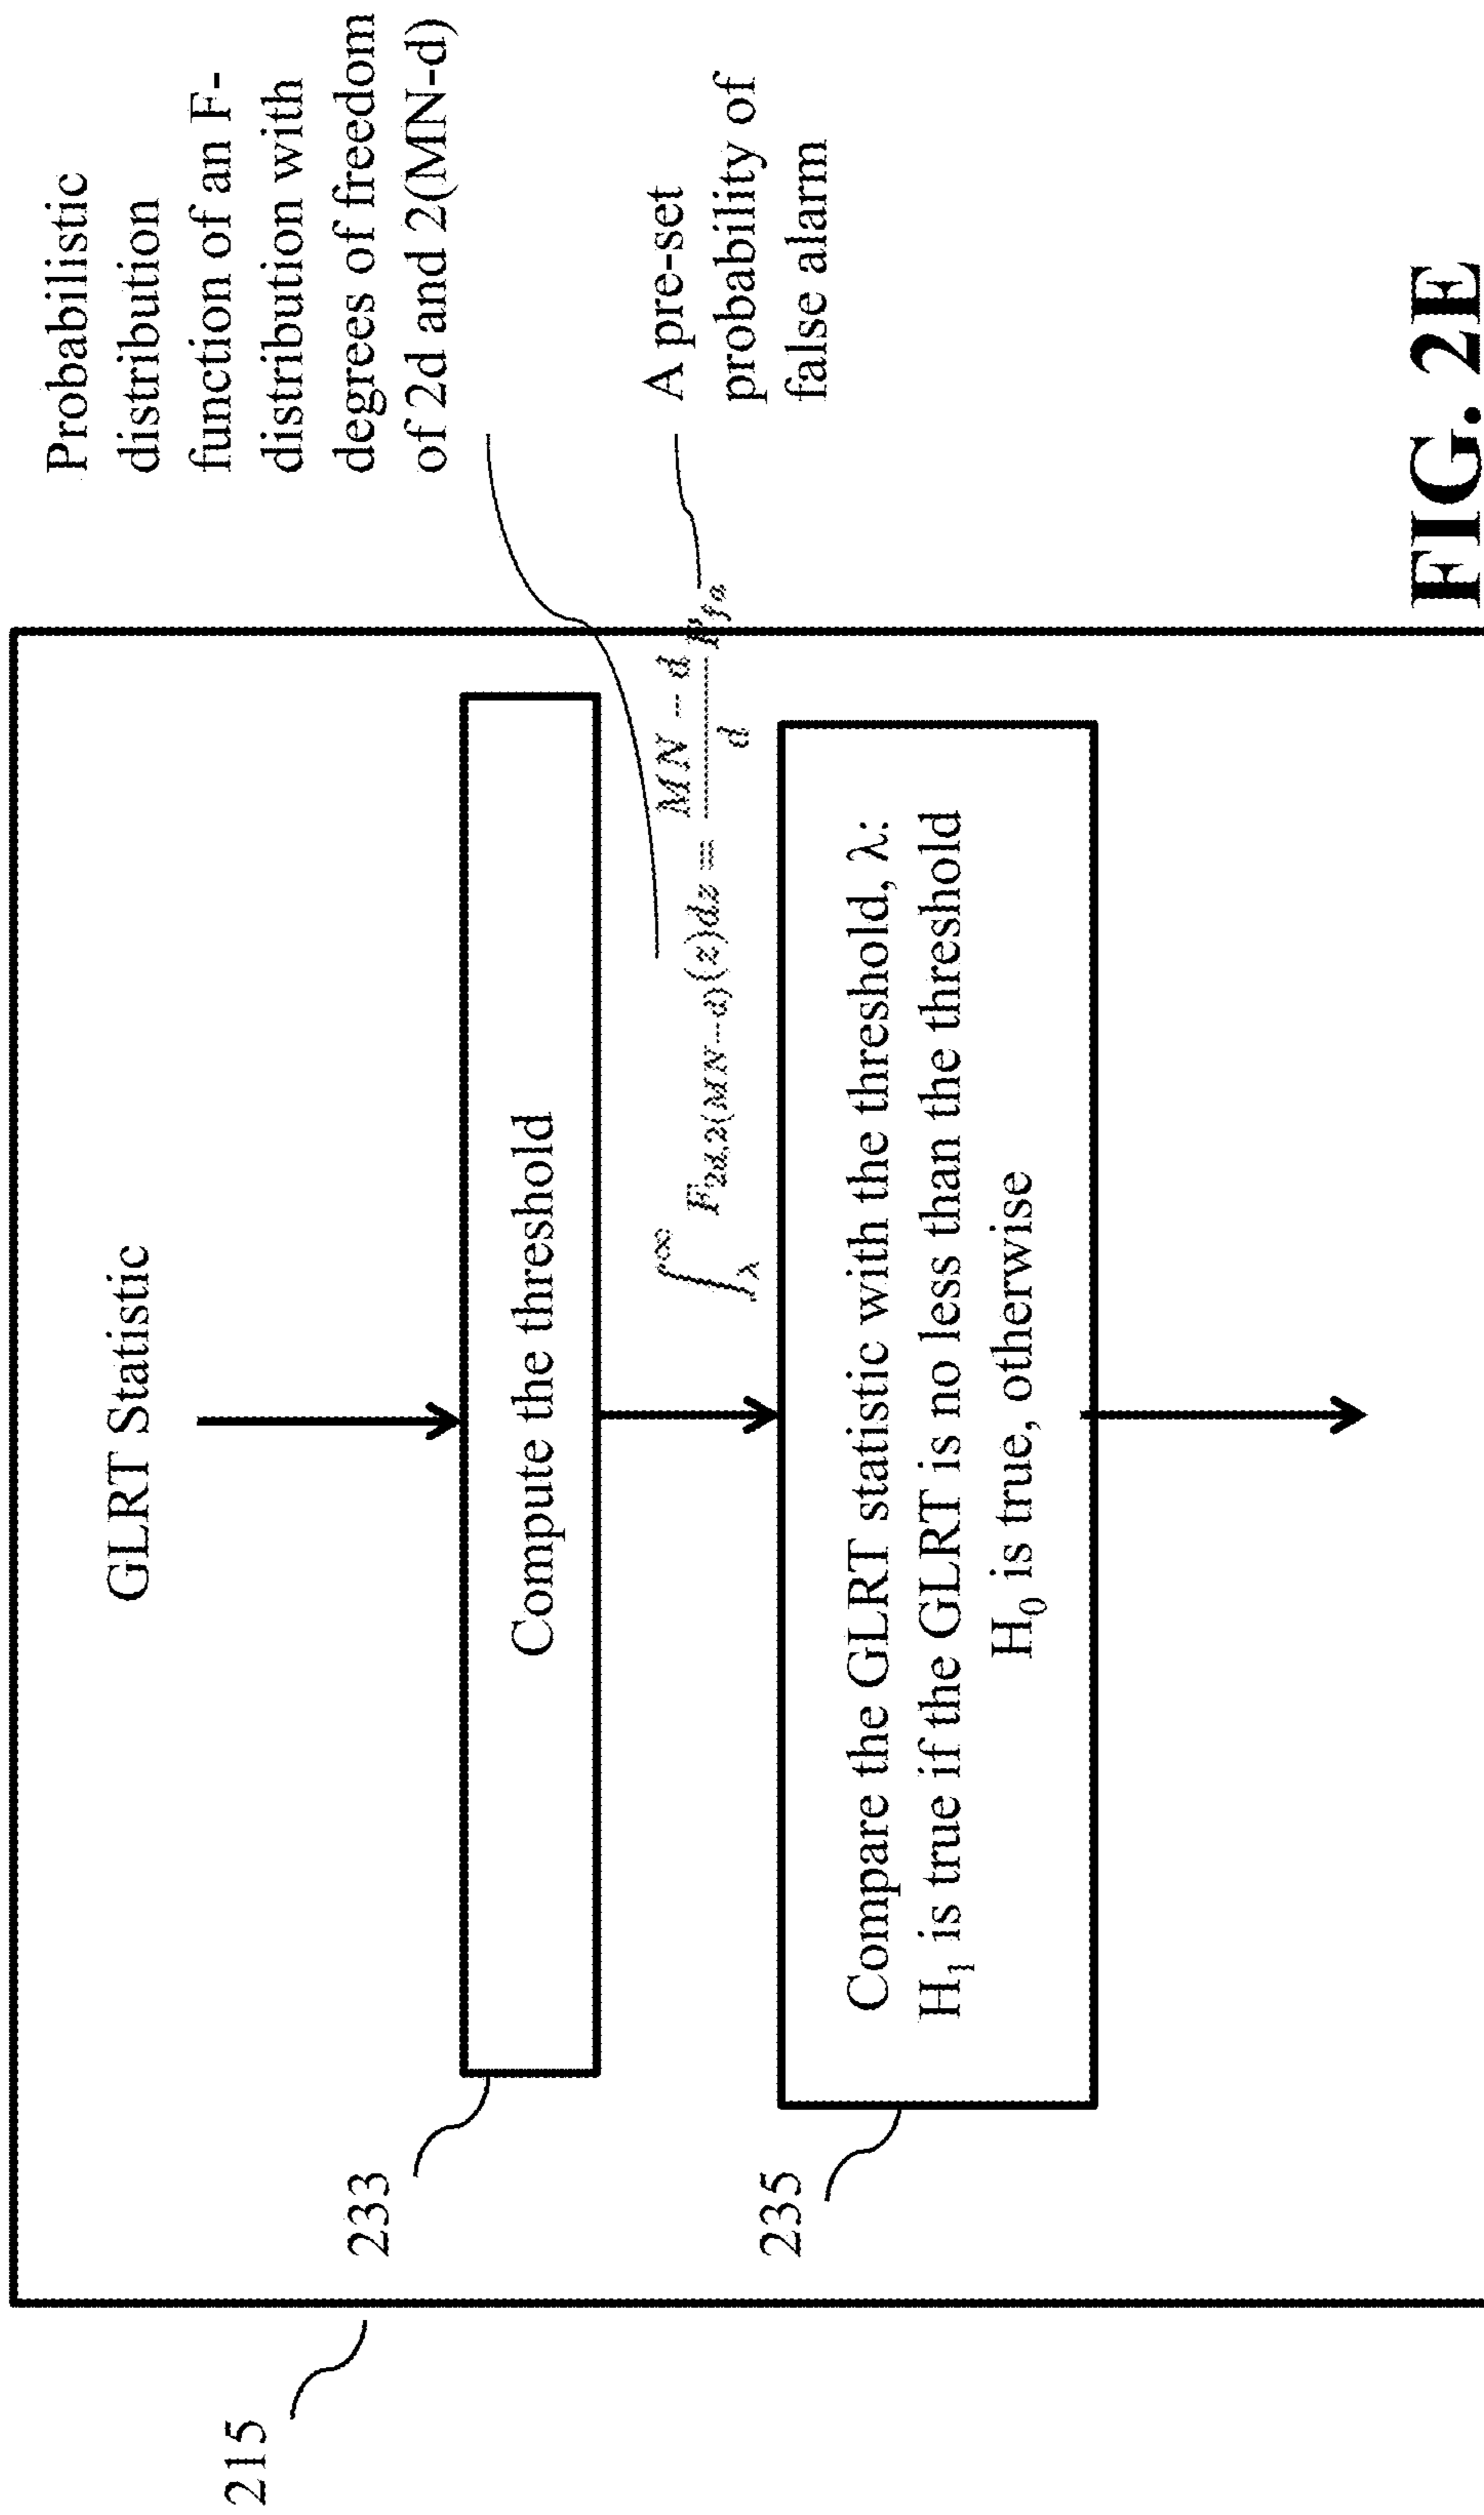 215
GLRT Statistic
233
Compute the threshold
∫_λ^∞ F_{2d,2(MN−d)}(z)dz = \frac{MN − d}{d} P_{fa}
Probabilistic
distribution
function of an F-
distribution with
degrees of freedom
of 2d and 2(MN-d)
A pre-set
probability of
false alarm
235
Compare the GLRT statistic with the threshold, λ:
H₁ is true if the GLRT is no less than the threshold
H₀ is true, otherwise
FIG. 2E